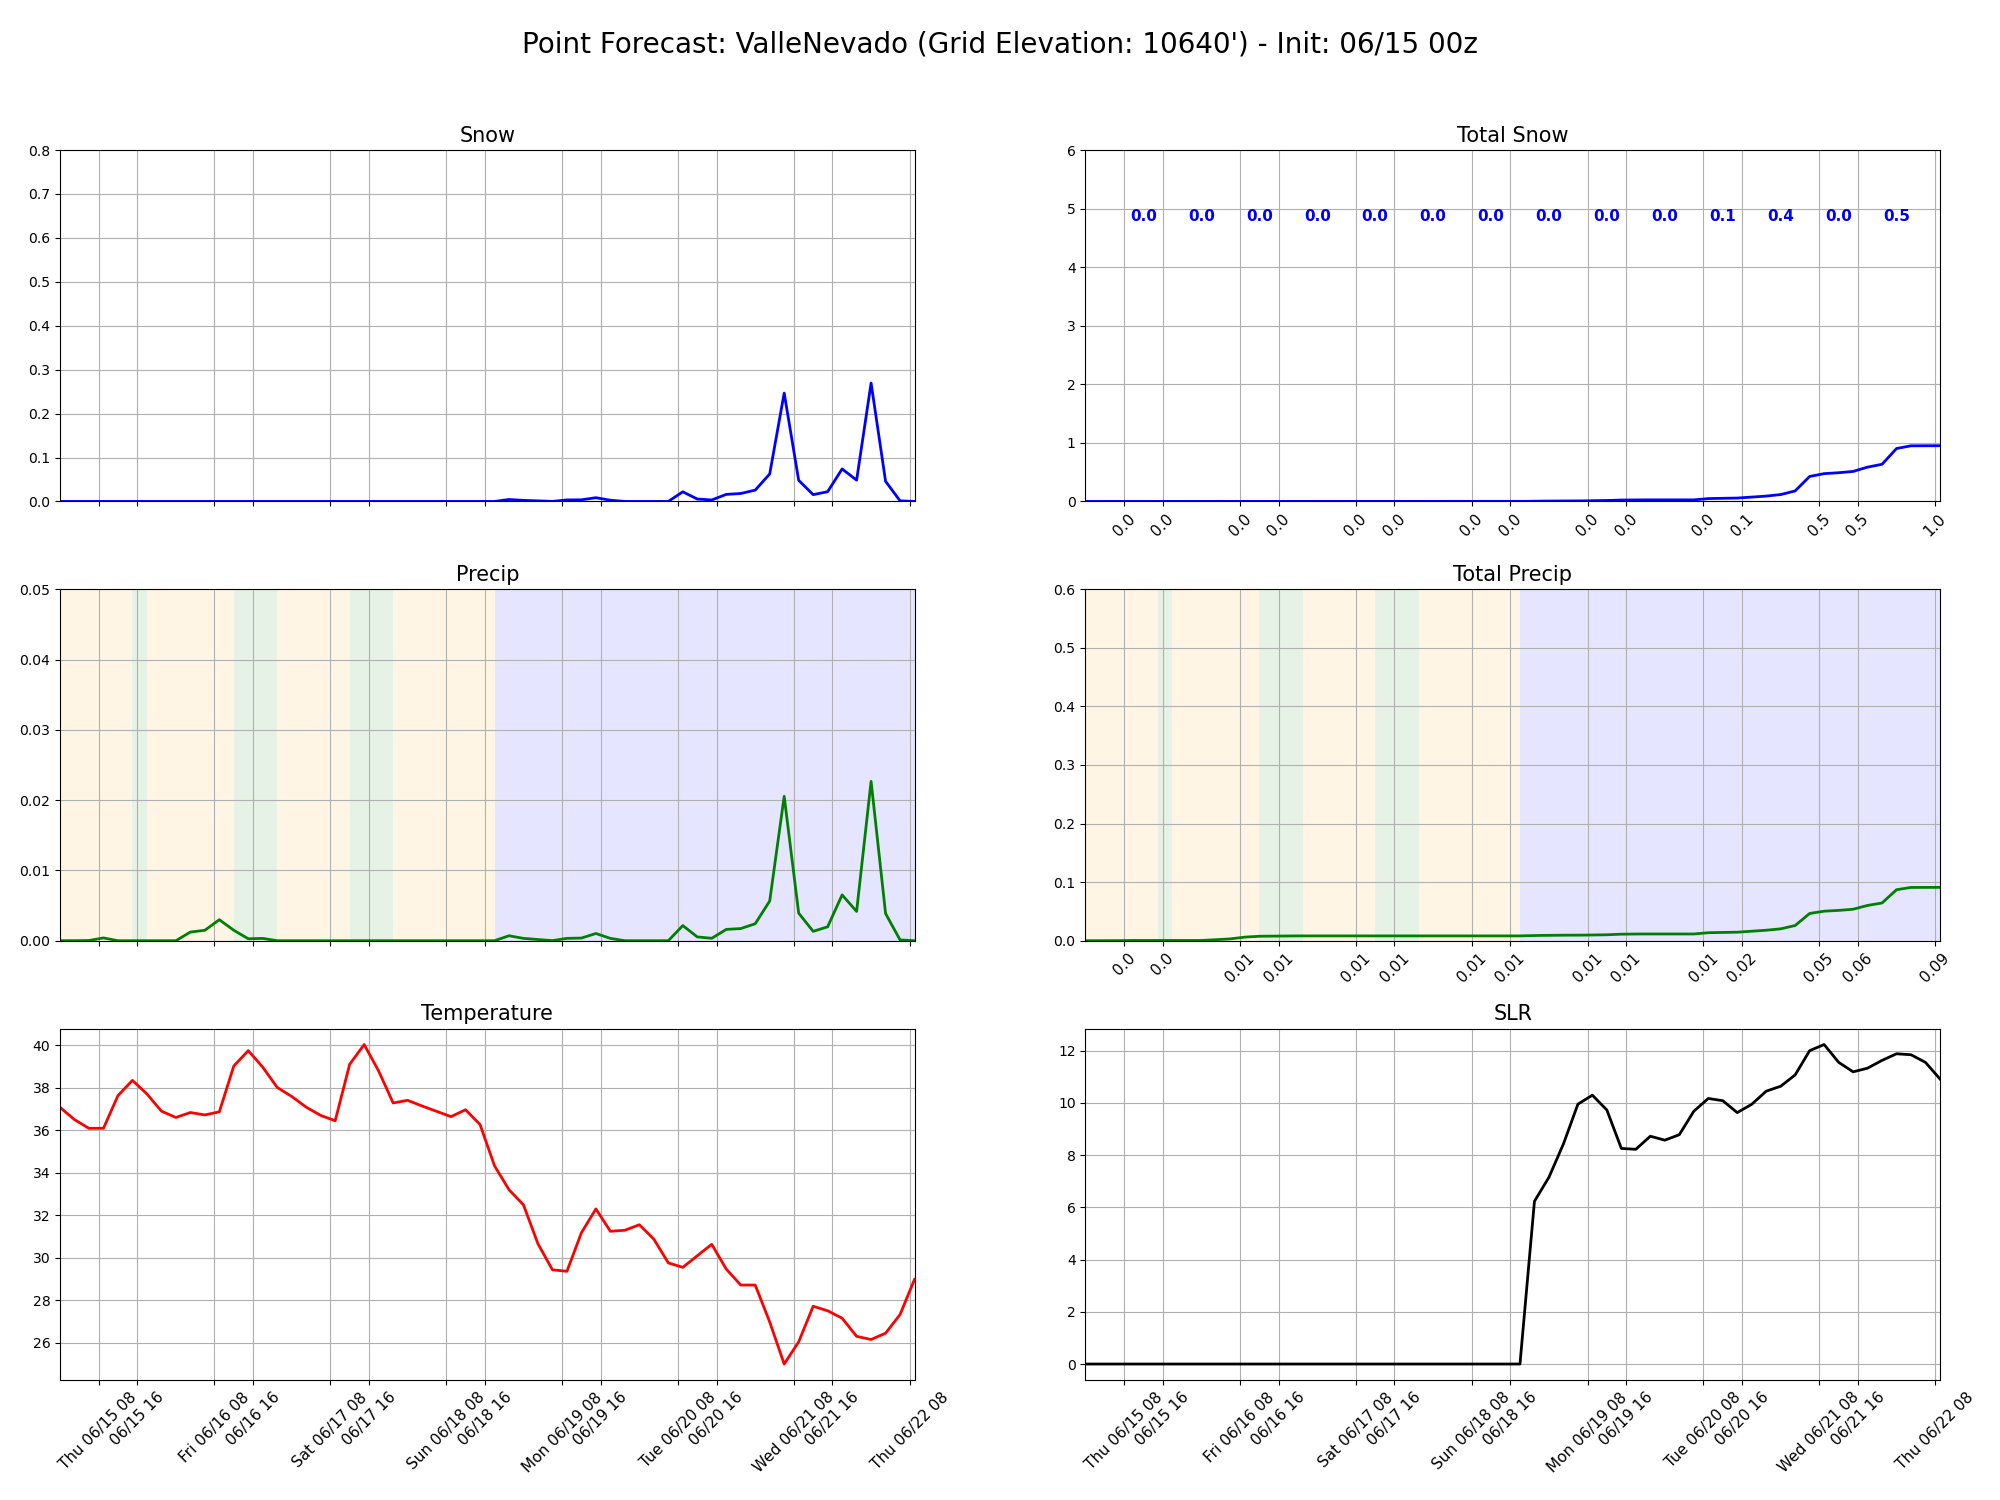 Point Forecast: ValleNevado (Grid Elevation: 10640') - Init: 06/15 00z
Snow
0.8
0.7
0.6
0.5
0.4
0.3
0.2
0.1
0.0
Total Snow
6
5
4
3
2
1
0
0.0 0.0 0.0 0.0 0.0 0.0 0.0 0.0 0.0 0.0 0.1 0.4 0.0 0.5
0.0 0.0 0.0 0.0 0.0 0.0 0.0 0.0 0.0 0.0 0.0 0.1 0.5 0.5 1.0
Precip
0.05
0.04
0.03
0.02
0.01
0.00
Total Precip
0.6
0.5
0.4
0.3
0.2
0.1
0.0
0.0 0.0 0.01 0.01 0.01 0.01 0.01 0.01 0.01 0.01 0.01 0.02 0.05 0.06 0.09
Temperature
40
38
36
34
32
30
28
26
Thu 06/15 08
06/15 16
Fri 06/16 08
06/16 16
Sat 06/17 08
06/17 16
Sun 06/18 08
06/18 16
Mon 06/19 08
06/19 16
Tue 06/20 08
06/20 16
Wed 06/21 08
06/21 16
Thu 06/22 08
SLR
12
10
8
6
4
2
0
Thu 06/15 08
06/15 16
Fri 06/16 08
06/16 16
Sat 06/17 08
06/17 16
Sun 06/18 08
06/18 16
Mon 06/19 08
06/19 16
Tue 06/20 08
06/20 16
Wed 06/21 08
06/21 16
Thu 06/22 08